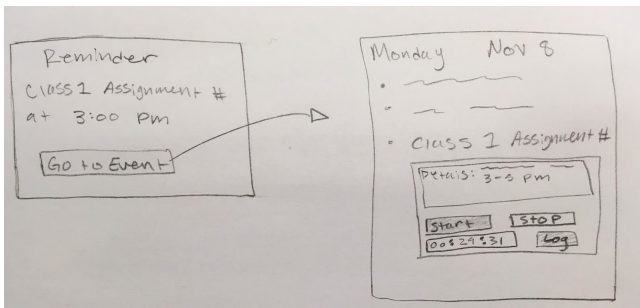 Reminder
Class 1 Assignment #
at 3:00 pm
Go to Event
Monday Nov 8
Class 1 Assignment #
Details: 3-5 pm
Start Stop
00:29:31 Log